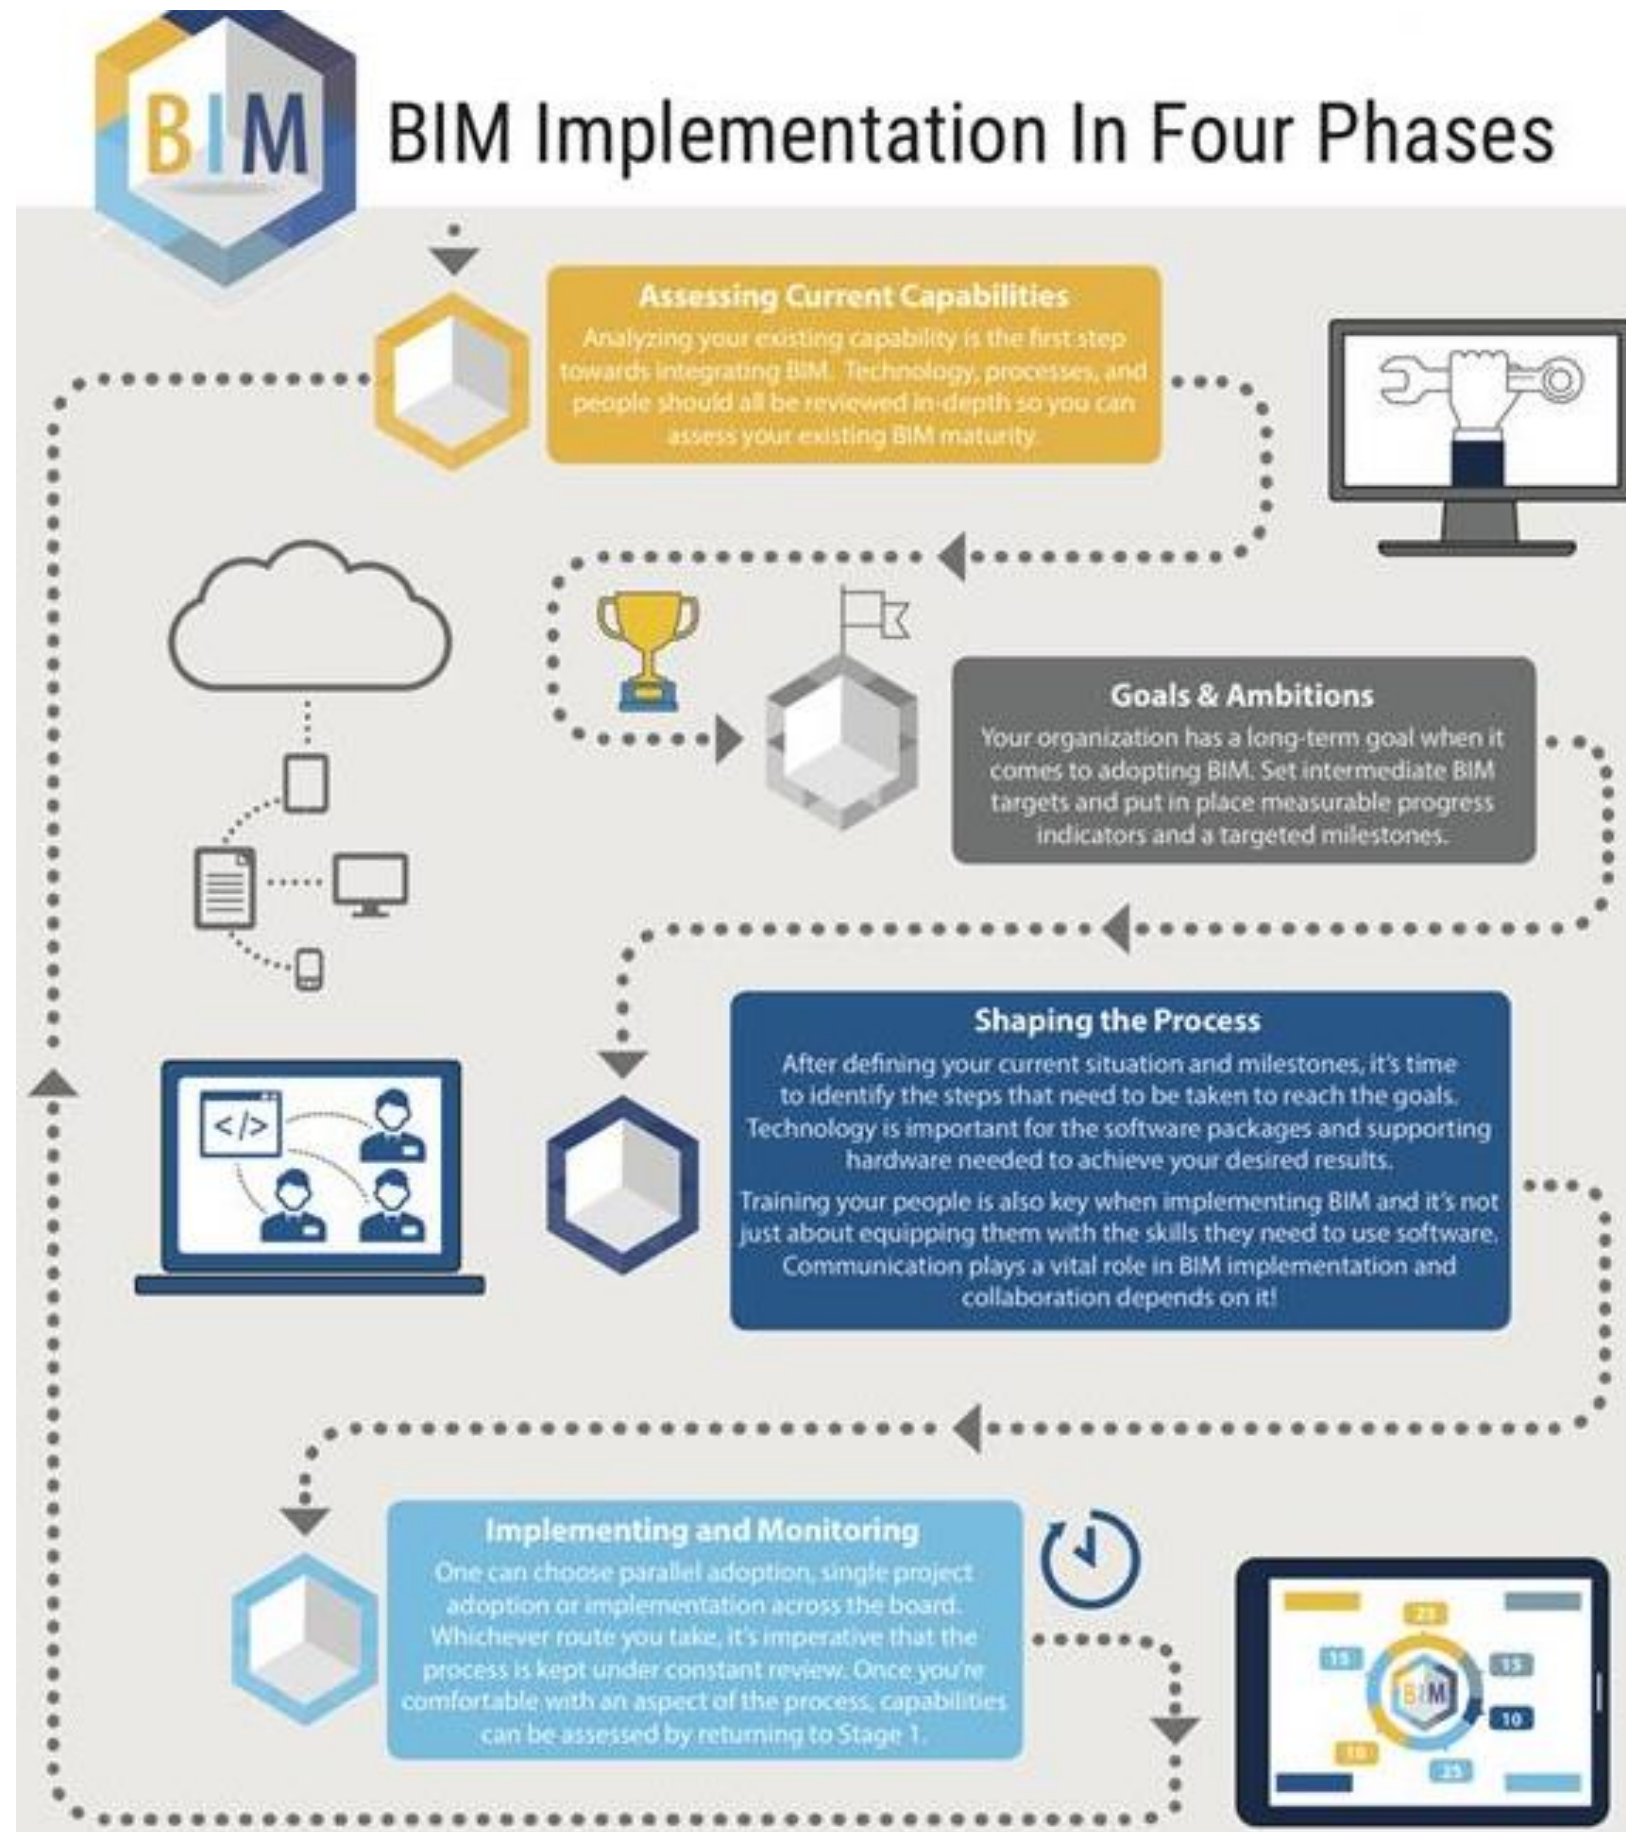 BIM
BIM Implementation In Four Phases
Assessing Current Capabilities
Analyzing your existing capability is the first step
towards integrating BIM. Technology, processes, and
people should all be reviewed in-depth so you can
assess your existing BIM maturity.
Goals & Ambitions
Your organization has a long-term goal when it
comes to adopting BIM. Set intermediate BIM
targets and put in place measurable progress
indicators and a targeted milestones.
Shaping the Process
After defining your current situation and milestones, it's time
to identify the steps that need to be taken to reach the goals.
Technology is important for the software packages and supporting
hardware needed to achieve your desired results.
Training your people is also key when implementing BIM and it's not
just about equipping them with the skills they need to use software.
Communication plays a vital role in BIM implementation and
collaboration depends on it!
</>
Implementing and Monitoring
One can choose parallel adoption, single project
adoption or implementation across the board.
Whichever route you take, it's imperative that the
process is kept under constant review. Once you're
comfortable with an aspect of the process, capabilities
can be assessed by returning to Stage 1.
15
15
BIM
10
10
25